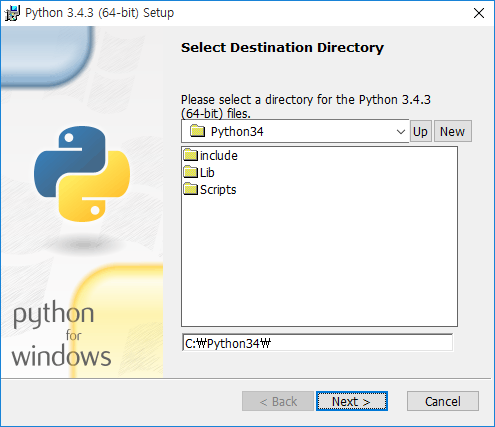 Python 3.4.3 (64-bit) Setup
Select Destination Directory
Please select a directory for the Python 3.4.3
(64-bit) files.
Python34
Up
New
include
Lib
Scripts
C:₩Python34₩
python
for
windows
< Back
Next >
Cancel